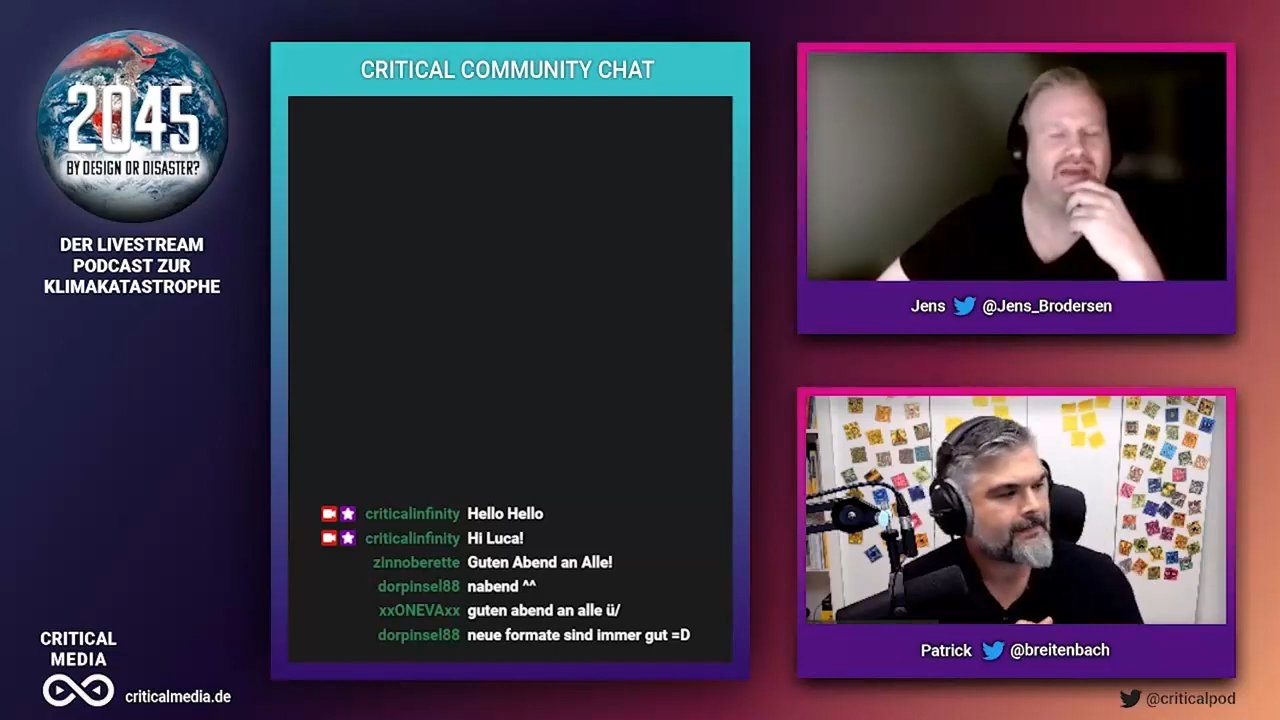 2045
BY DESIGN OR DISASTER?
DER LIVESTREAM
PODCAST ZUR
KLIMAKATASTROPHE
CRITICAL
MEDIA
criticalmedia.de
CRITICAL COMMUNITY CHAT
criticalinfinity Hello Hello
criticalinfinity Hi Luca!
zinnoberette Guten Abend an Alle!
dorpinsel88 nabend ^^
xxONEVAxx guten abend an alle ü/
dorpinsel88 neue formate sind immer gut =D
Jens @Jens_Brodersen
Patrick @breitenbach
@criticalpod